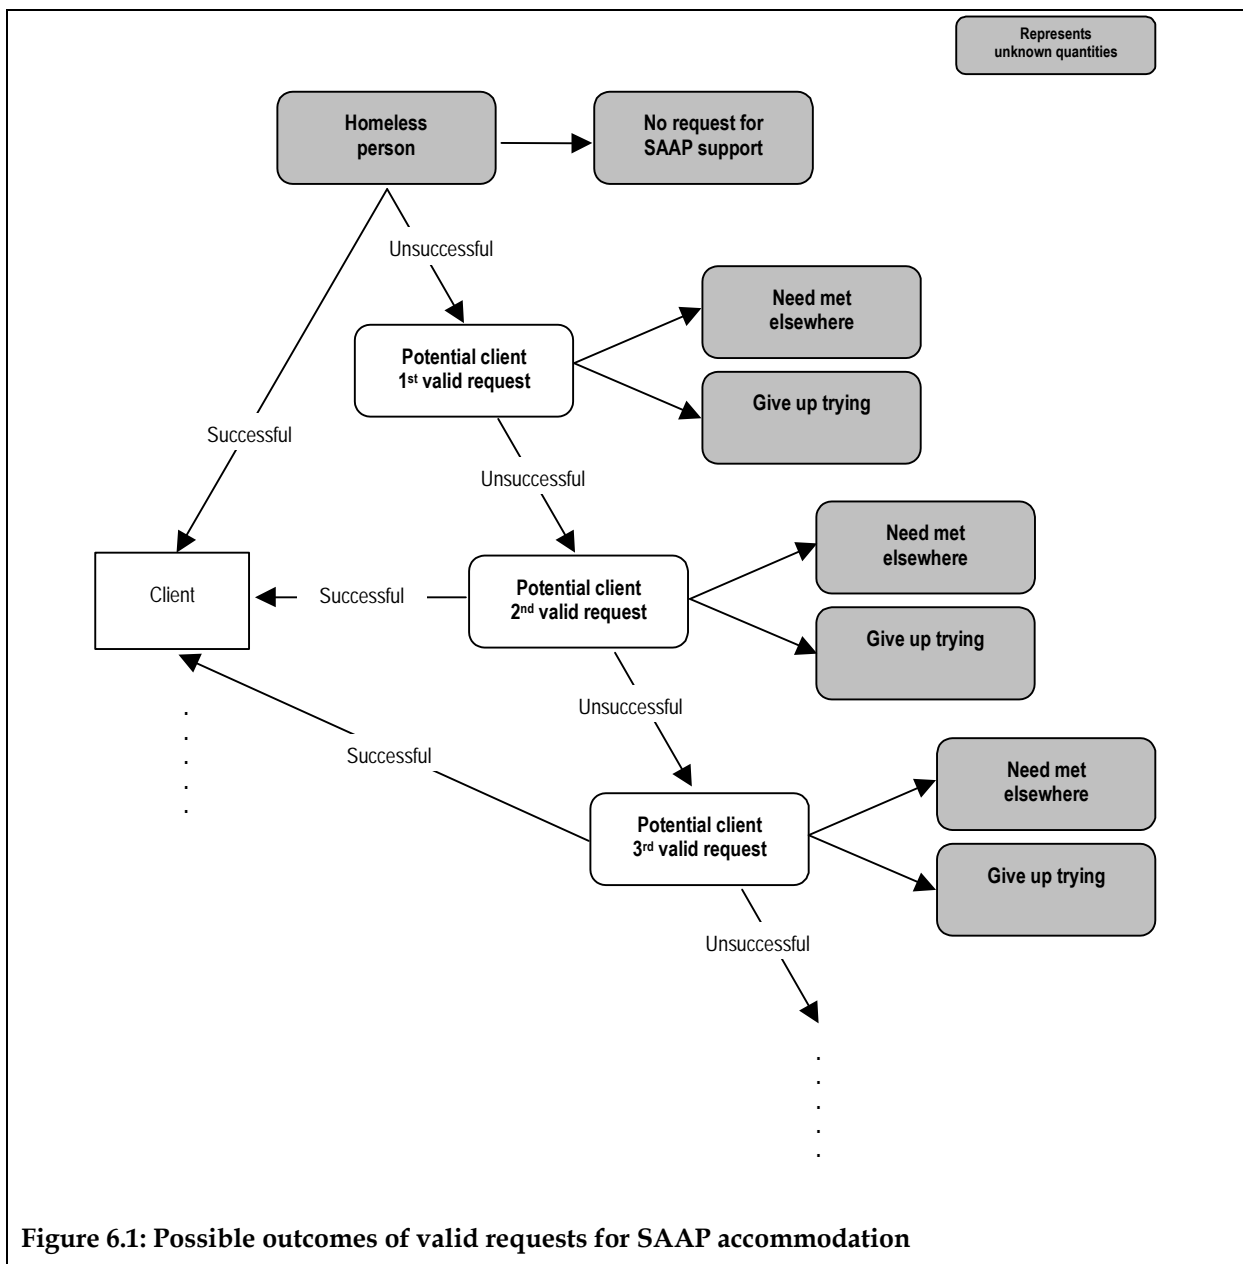 Represents
unknown quantities
Homeless
person
No request for
SAAP support
Unsuccessful
Need met
elsewhere
Potential client
1st valid request
Give up trying
Successful
Unsuccessful
Need met
elsewhere
Client
Successful
Potential client
2nd valid request
Give up trying
Unsuccessful
Successful
Need met
elsewhere
Potential client
3rd valid request
Give up trying
Unsuccessful
Figure 6.1: Possible outcomes of valid requests for SAAP accommodation